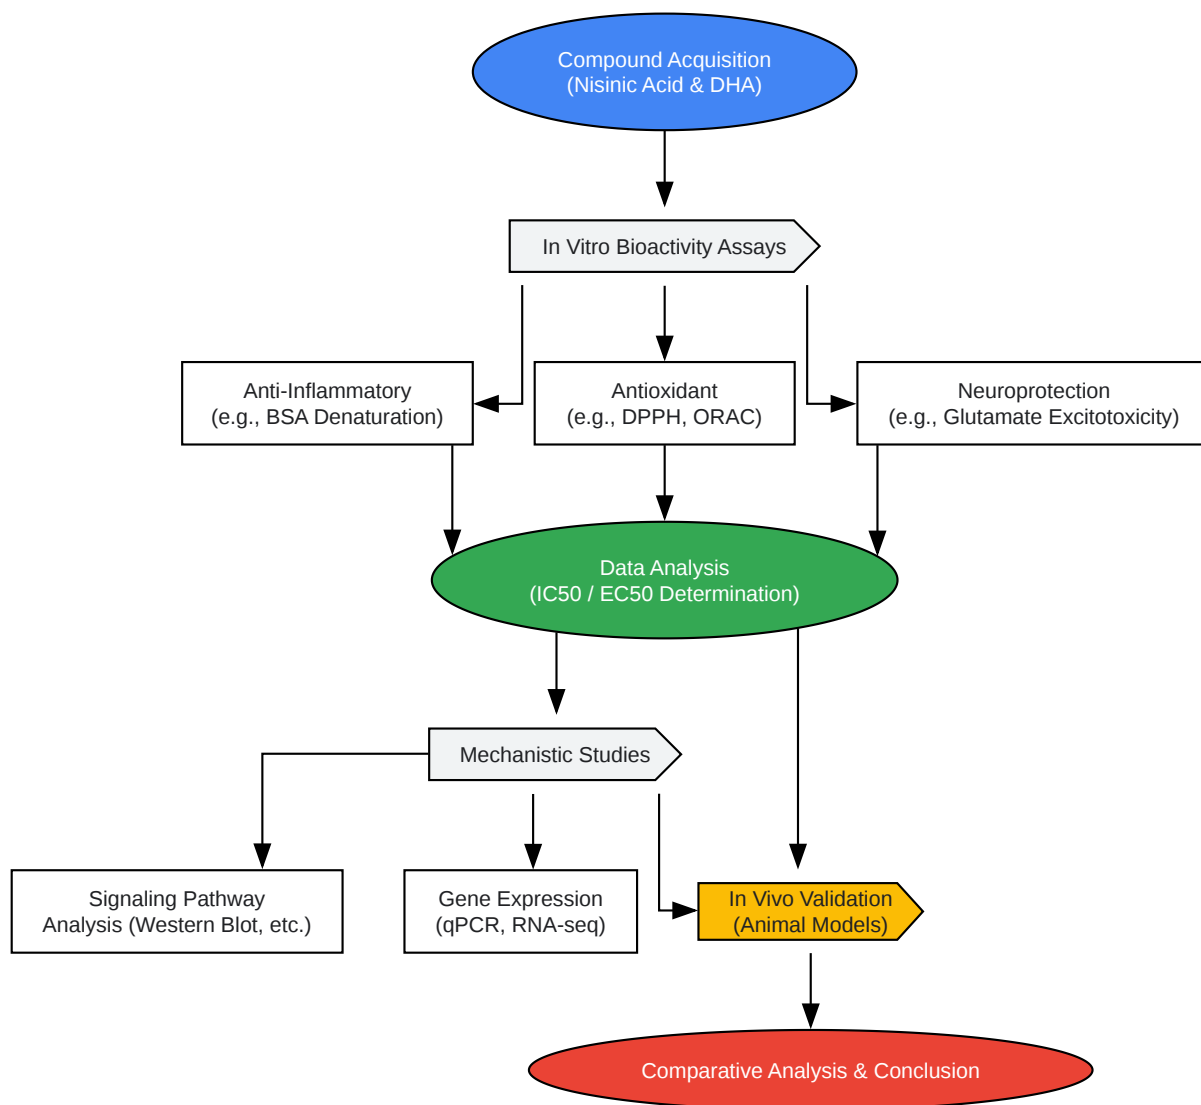 Compound Acquisition
(Nisinic Acid & DHA)
In Vitro Bioactivity Assays
Anti-Inflammatory
(e.g., BSA Denaturation)
Antioxidant
(e.g., DPPH, ORAC)
Neuroprotection
(e.g., Glutamate Excitotoxicity)
Data Analysis
(IC50 / EC50 Determination)
Mechanistic Studies
Signaling Pathway
Analysis (Western Blot, etc.)
Gene Expression
(qPCR, RNA-seq)
In Vivo Validation
(Animal Models)
Comparative Analysis & Conclusion